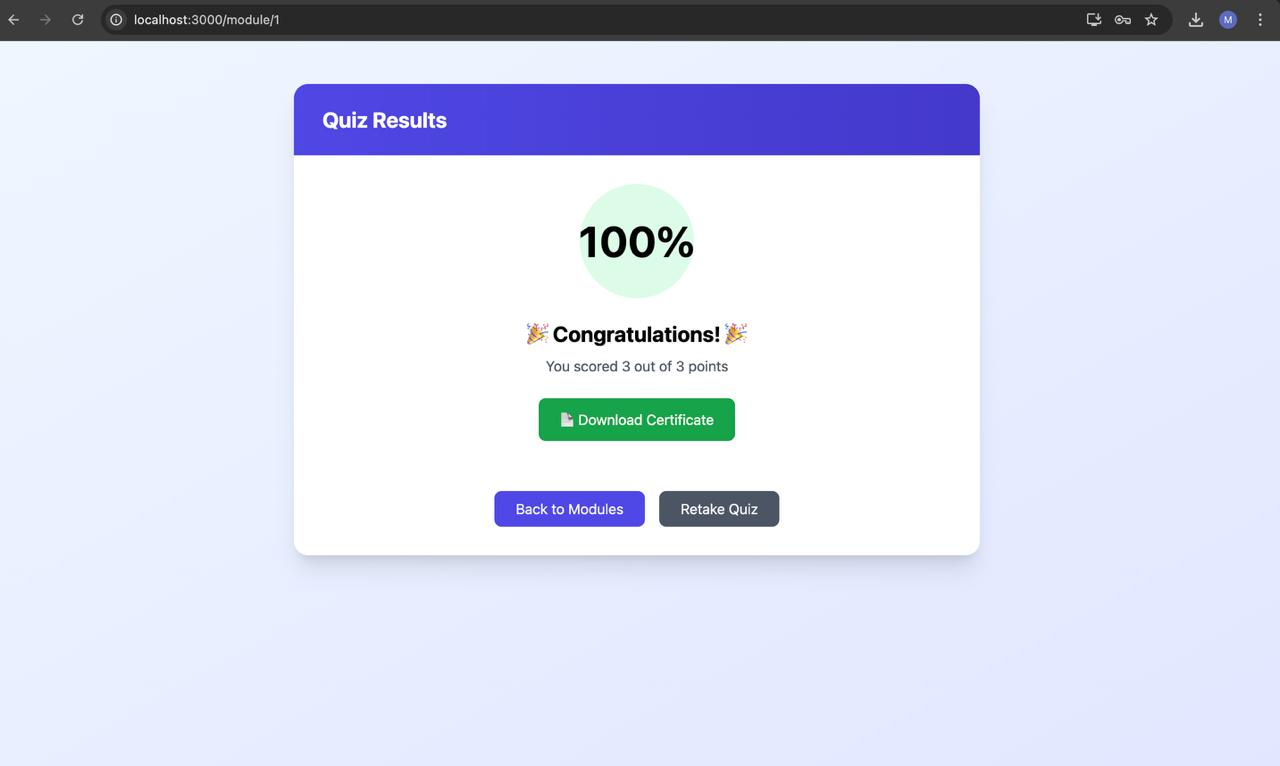 localhost:3000/module/1
M
Quiz Results
100%
🎉 Congratulations! 🎉
You scored 3 out of 3 points
📄 Download Certificate
Back to Modules Retake Quiz